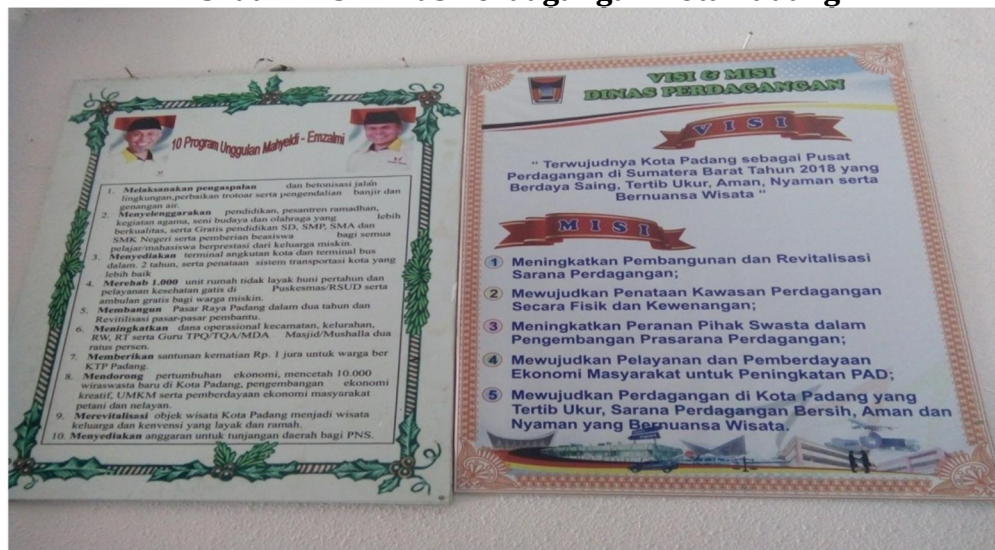 10 Program Unggulan Mahyeldi - Emzalmi
1. Melaksanakan pengaspalan dan betonisasi jalan
lingkungan,perbaikan trotoar serta pengendalian banjir dan
genangan air.
2. Menyelenggarakan pendidikan, pesantren ramadhan,
kegiatan agama, seni budaya dan olahraga yang lebih
berkualitas, serta Gratis pendidikan SD, SMP, SMA dan
SMK Negeri serta pemberian beasiswa bagi semua
pelajar/mahasiswa berprestasi dari keluarga miskin.
3. Menyediakan terminal angkutan kota dan terminal bus
dalam. 2 tahun, serta penataan sistem transportasi kota yang
lebih baik
4. Merehab 1.000 unit rumah tidak layak huni pertahun dan
pelayanan kesehatan gatis di Puskesmas/RSUD serta
ambulan gratis bagi warga miskin.
5. Membangun Pasar Raya Padang dalam dua tahun dan
Revitilisasi pasar-pasar pembantu.
6. Meningkatkan dana operasional kecamatan, kelurahan,
RW, RT serta Guru TPQ/TQA/MDA Masjid/Mushalla dua
ratus persen.
7. Memberikan santunan kematian Rp. 1 juta untuk warga ber
KTP Padang.
8. Mendorong pertumbuhan ekonomi, mencetah 10.000
wiraswasta baru di Kota Padang, pengembangan ekonomi
kreatif, UMKM serta pemberdayaan ekonomi masyarakat
petani dan nelayan.
9. Merevitalisasi objek wisata Kota Padang menjadi wisata
keluarga dan kenvensi yang layak dan ramah.
10. Menyediakan anggaran untuk tunjangan daerah bagi PNS.
VISI & MISI
DINAS PERDAGANGAN
VISI
" Terwujudnya Kota Padang sebagai Pusat
Perdagangan di Sumatera Barat Tahun 2018 yang
Berdaya Saing, Tertib Ukur, Aman, Nyaman serta
Bernuansa Wisata "
MISI
1 Meningkatkan Pembangunan dan Revitalisasi
Sarana Perdagangan;
2 Mewujudkan Penataan Kawasan Perdagangan
Secara Fisik dan Kewenangan;
3 Meningkatkan Peranan Pihak Swasta dalam
Pengembangan Prasarana Perdagangan;
4 Mewujudkan Pelayanan dan Pemberdayaan
Ekonomi Masyarakat untuk Peningkatan PAD;
5 Mewujudkan Perdagangan di Kota Padang yang
Tertib Ukur, Sarana Perdagangan Bersih, Aman dan
Nyaman yang Bernuansa Wisata.